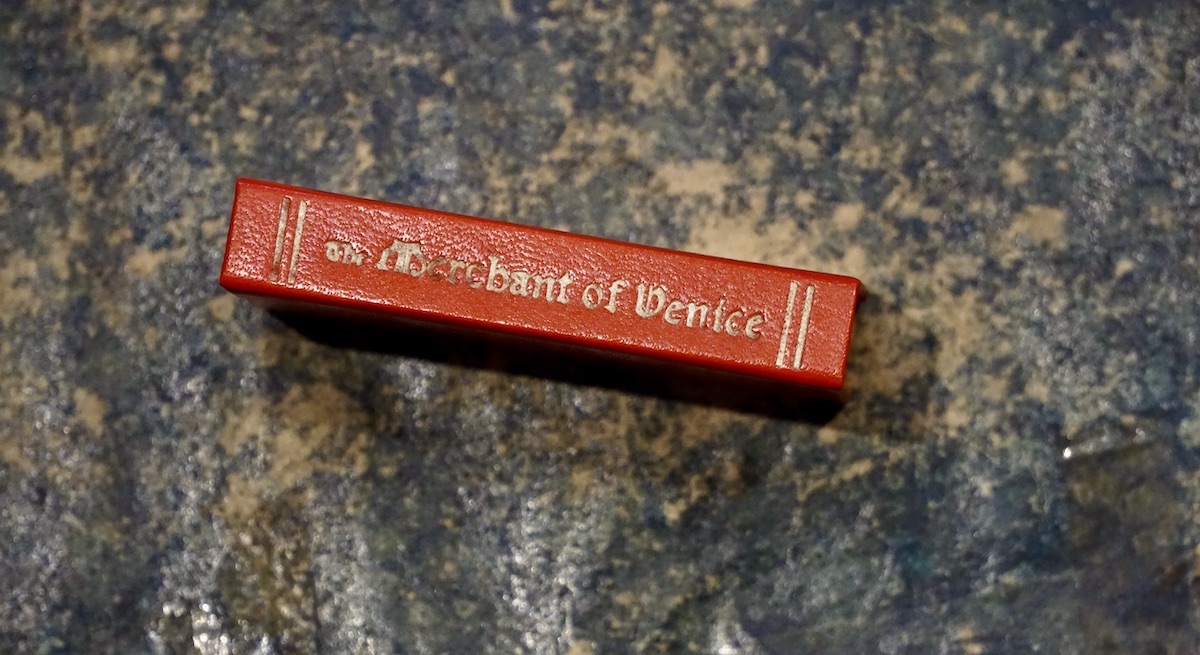 The Merchant of Venice